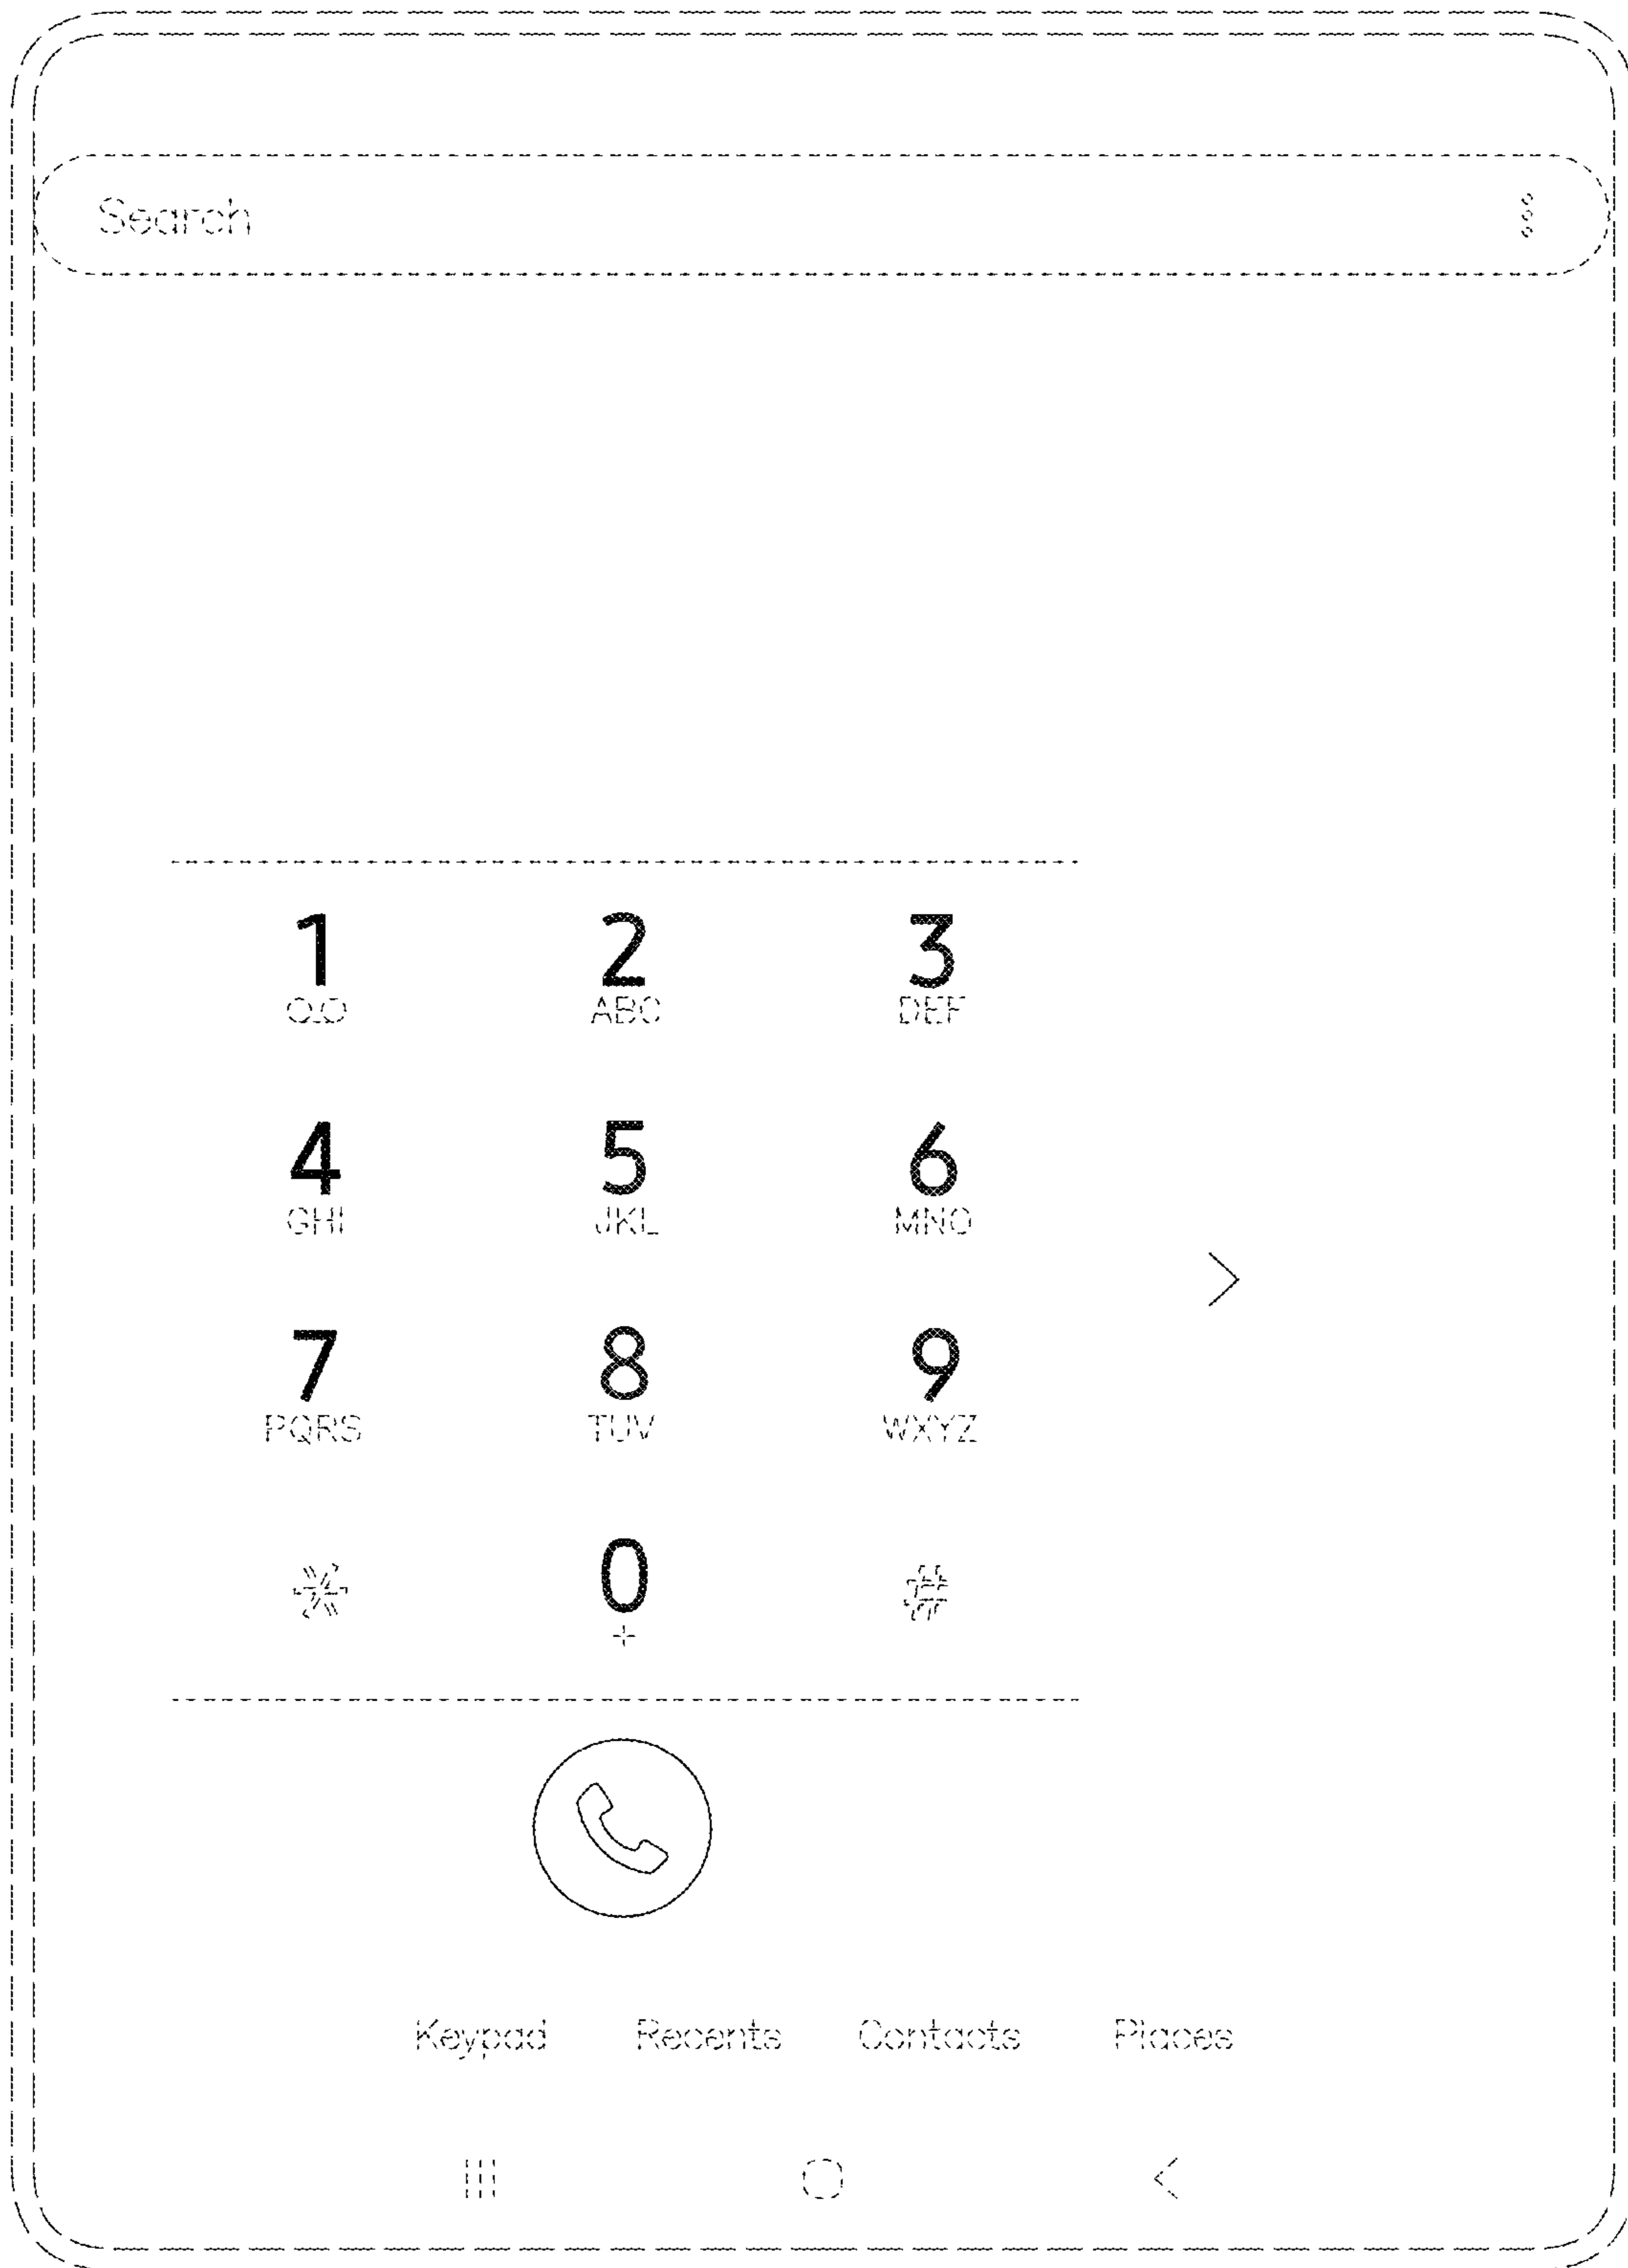 Search
1 2 3
ABC DEF
4 5 6
GHI JKL MNO
7 8 9
PQRS TUV WXYZ
* 0 #
+
Keypad Recents Contacts Places